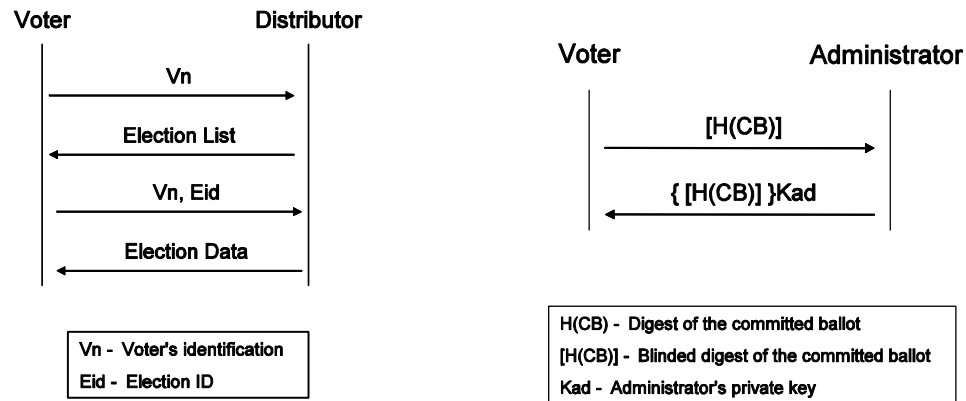 Voter Distributor
Vn
Election List
Vn, Eid
Election Data
Vn - Voter's identification
Eid - Election ID
Voter Administrator
[H(CB)]
{ [H(CB)] }Kad
H(CB) - Digest of the committed ballot
[H(CB)] - Blinded digest of the committed ballot
Kad - Administrator's private key